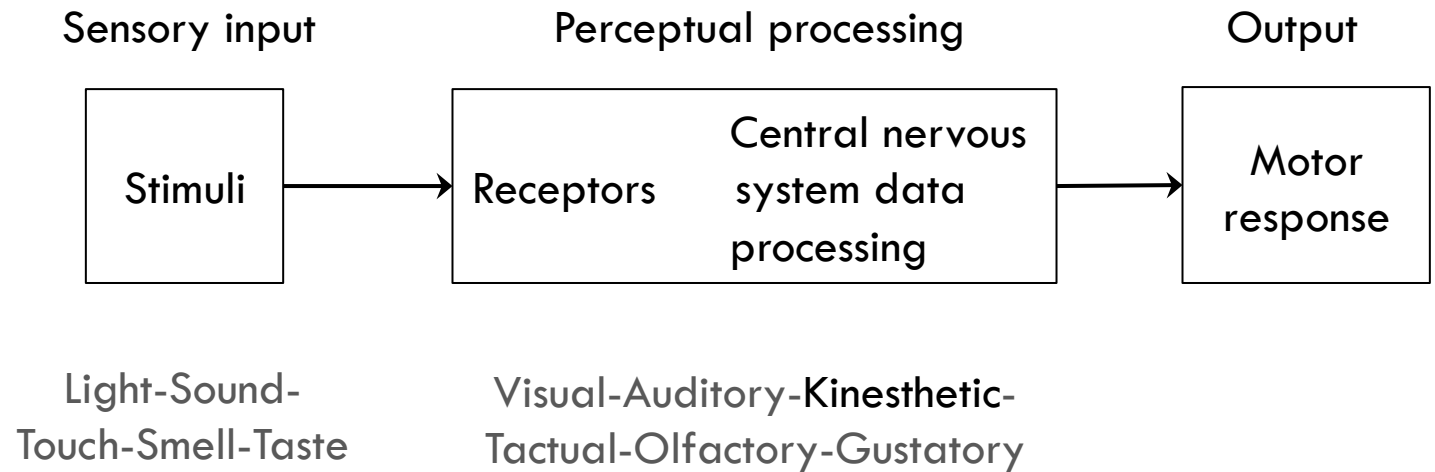 Sensory input
Perceptual processing
Output
Stimuli
Receptors
Central nervous
system data
processing
Motor
response
Light-Sound-
Touch-Smell-Taste
Visual-Auditory-Kinesthetic-
Tactual-Olfactory-Gustatory